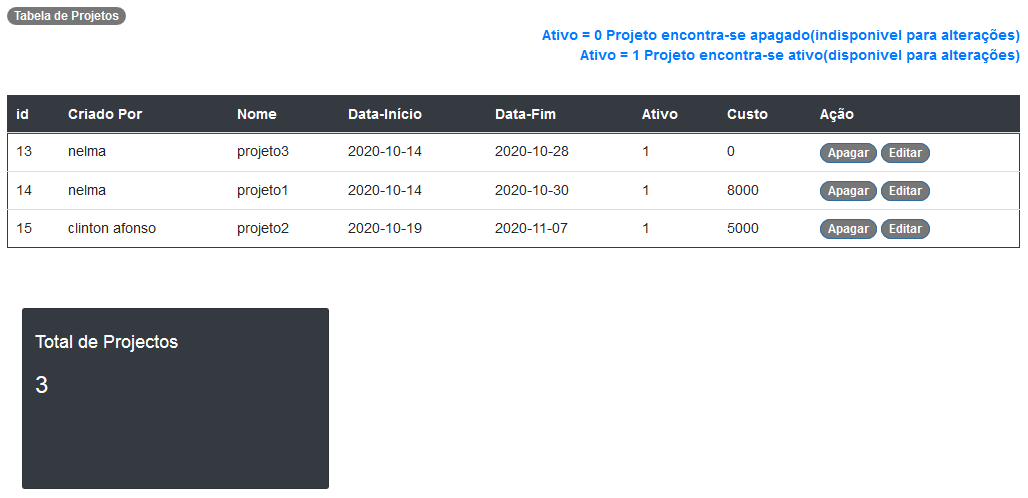 Tabela de Projetos
Ativo = 0 Projeto encontra-se apagado(indisponivel para alterações)
Ativo = 1 Projeto encontra-se ativo(disponivel para alterações)
id Criado Por Nome Data-Início Data-Fim Ativo Custo Ação
13 nelma projeto3 2020-10-14 2020-10-28 1 0 Apagar Editar
14 nelma projeto1 2020-10-14 2020-10-30 1 8000 Apagar Editar
15 clinton afonso projeto2 2020-10-19 2020-11-07 1 5000 Apagar Editar
Total de Projectos
3